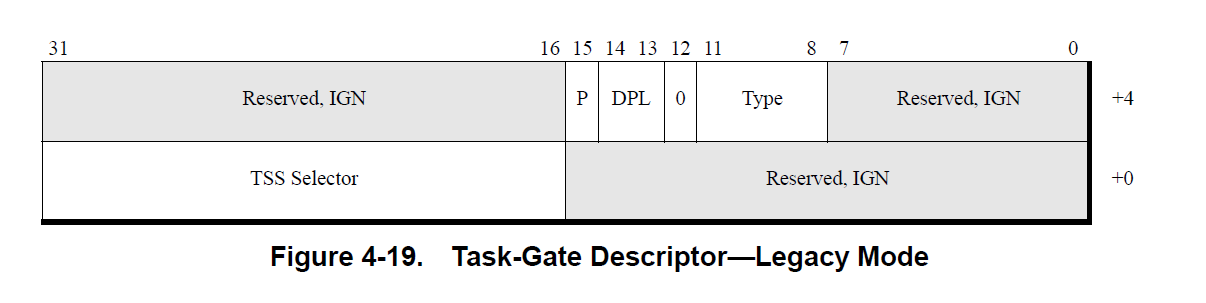 31 16 15 14 13 12 11 8 7 0
Reserved, IGN P DPL 0 Type Reserved, IGN +4
TSS Selector Reserved, IGN +0
Figure 4-19. Task-Gate Descriptor—Legacy Mode